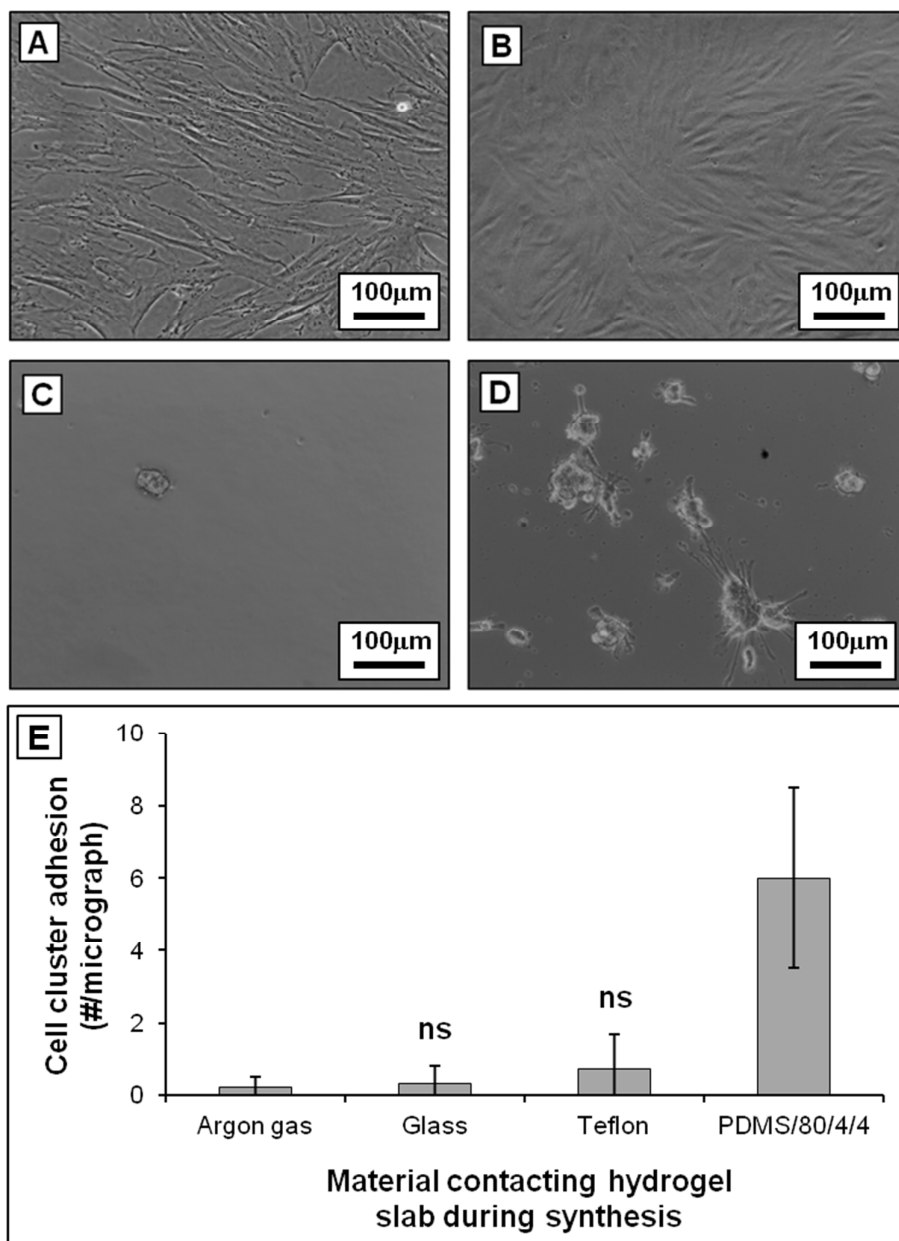 A
100μm
B
100μm
C
100μm
D
100μm
E
Cell cluster adhesion
(#/micrograph)
10
8
6
4
2
0
ns
ns
Argon gas
Glass
Teflon
PDMS/80/4/4
Material contacting hydrogel
slab during synthesis